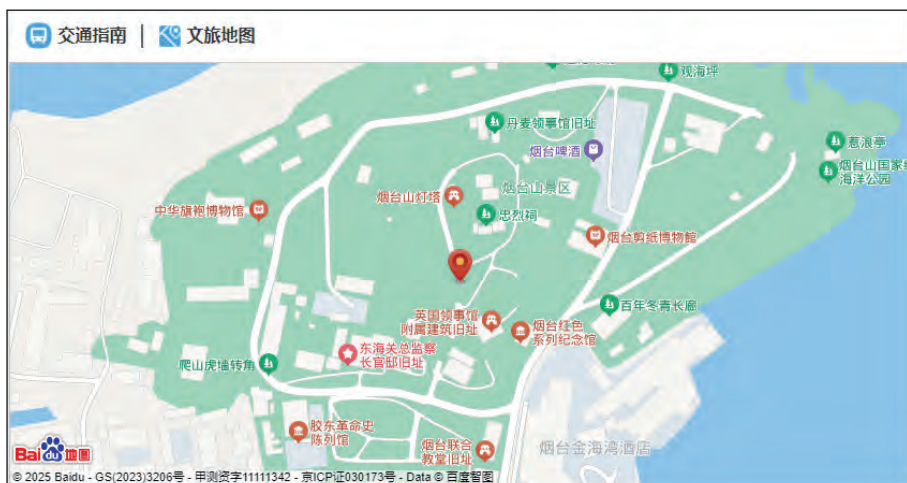 交通指南 | 文旅地图
观海坪
丹麦领事馆旧址
惹浪亭
烟台啤酒
烟台山国家级
海洋公园
烟台山景区
烟台山灯塔
忠烈祠
中华旗袍博物馆
烟台剪纸博物館
百年冬青长廊
英国领事馆
附属建筑旧址
烟台红色
系列纪念馆
东海关总监察
长官邸旧址
爬山虎墙转角
胶东革命史
陈列馆
烟台联合
教堂旧址
烟台金海湾酒店
Bai du 地图
© 2025 Baidu - GS(2023)3206号 - 甲测资字11111342 - 京ICP证030173号 - Data © 百度智图